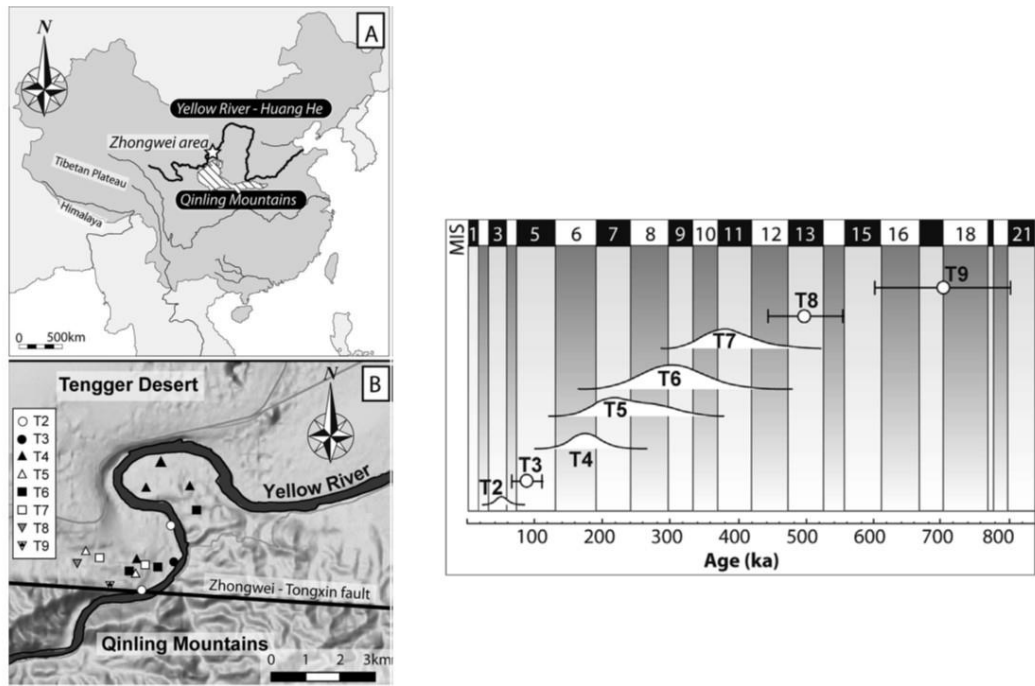 N
A
Yellow River - Huang He
Zhongwei area
Tibetan Plateau
Qinling Mountains
Himalaya
0 500km
Tengger Desert
N
B
T2
T3
T4
T5
T6
T7
T8
T9
Yellow River
Zhongwei - Tongxin fault
Qinling Mountains
0 1 2 3km
MIS 1 3 5 6 7 8 9 10 11 12 13 15 16 18 21
T9
T8
T7
T6
T5
T4
T3
T2
100 200 300 400 500 600 700 800
Age (ka)